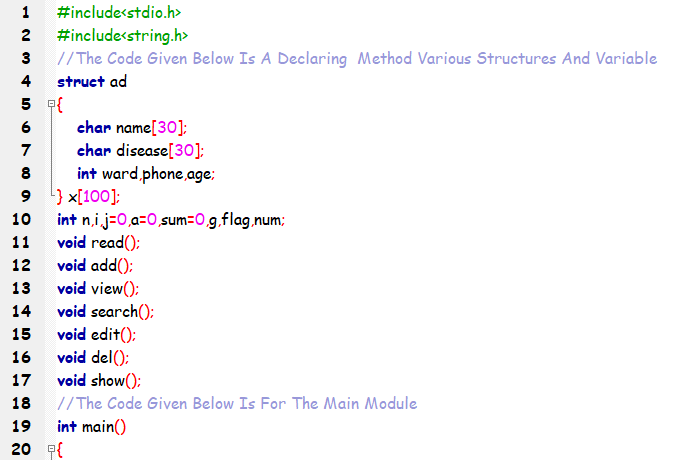 1 #include<stdio.h>
2 #include<string.h>
3 //The Code Given Below Is A Declaring  Method Various Structures And Variable
4 struct ad
5 {
6 char name[30];
7 char disease[30];
8 int ward,phone,age;
9 } x[100];
10 int n,i,j=0,a=0,sum=0,g,flag,num;
11 void read();
12 void add();
13 void view();
14 void search();
15 void edit();
16 void del();
17 void show();
18 //The Code Given Below Is For The Main Module
19 int main()
20 {